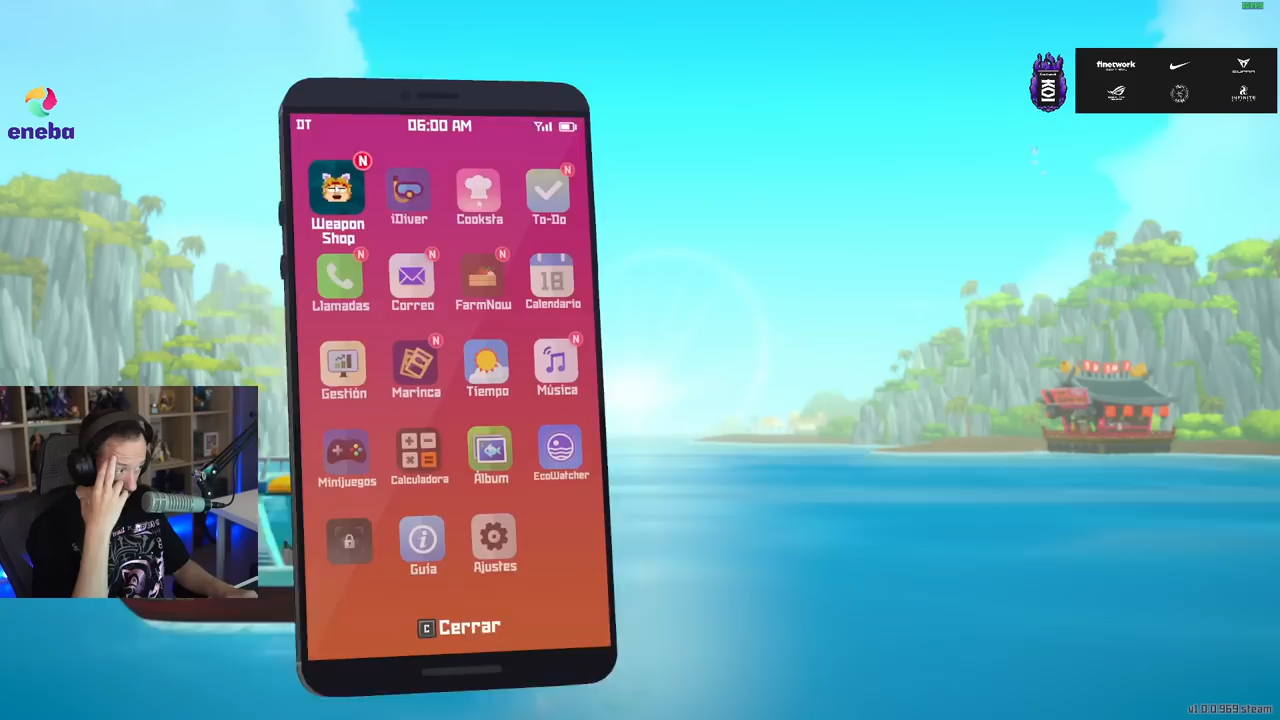 eneba
finetwork
KOI
DT
06:00 AM
N
Weapon
Shop
iDiver
Cooksta
N
To-Do
N
Llamadas
N
Correo
N
FarmNow
18
Calendario
Gestión
N
Marinca
Tiempo
N
Música
Minijuegos
Calculadora
Álbum
EcoWatcher
Guía
Ajustes
C Cerrar
v1.0.0.969.steam